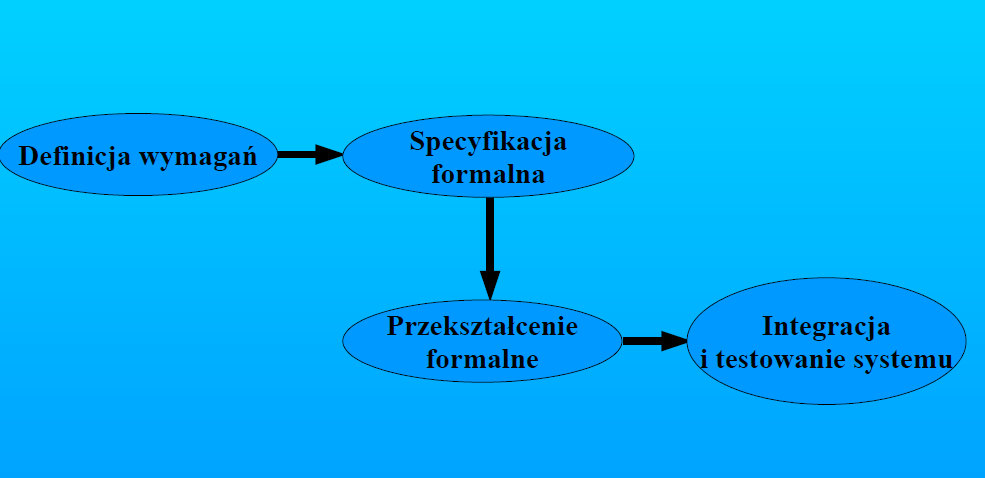 Definicja wymagań
Specyfikacja
formalna
Przekształcenie
formalne
Integracja
i testowanie systemu